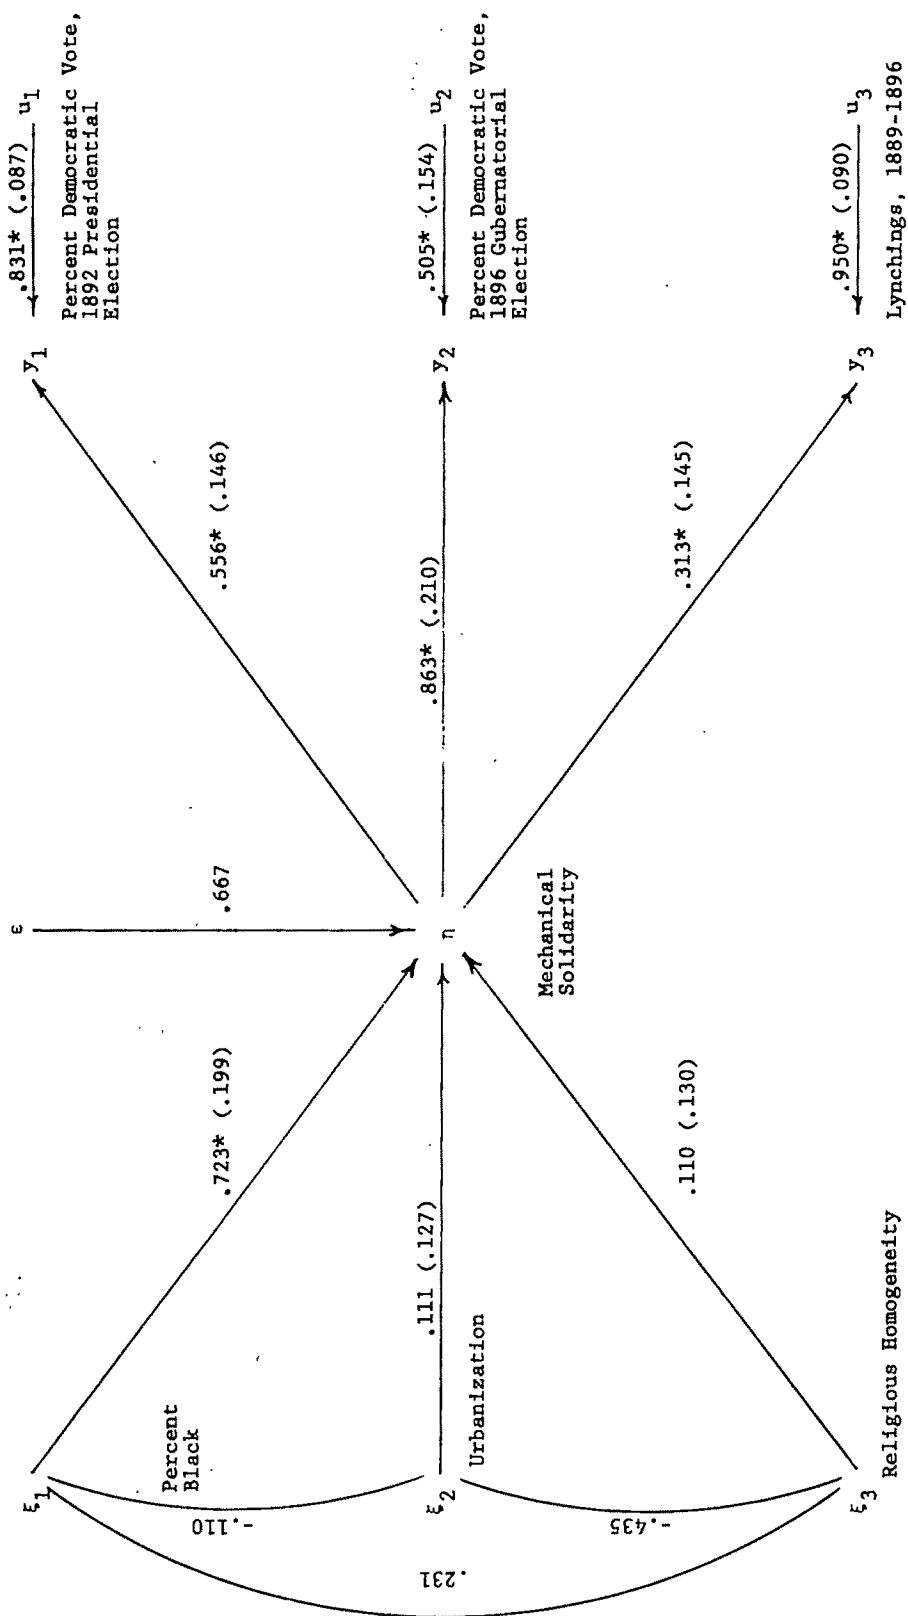 ξ1
Percent
Black
-.110
.231
ξ2
Urbanization
-.435
ξ3
Religious Homogeneity
.723* (.199)
.111 (.127)
.110 (.130)
ε
.667
η
Mechanical
Solidarity
.556* (.146)
.863* (.210)
.313* (.145)
y1
.831* (.087)
u1
Percent Democratic Vote,
1892 Presidential
Election
y2
.505* (.154)
u2
Percent Democratic Vote,
1896 Gubernatorial
Election
y3
.950* (.090)
u3
Lynchings, 1889-1896